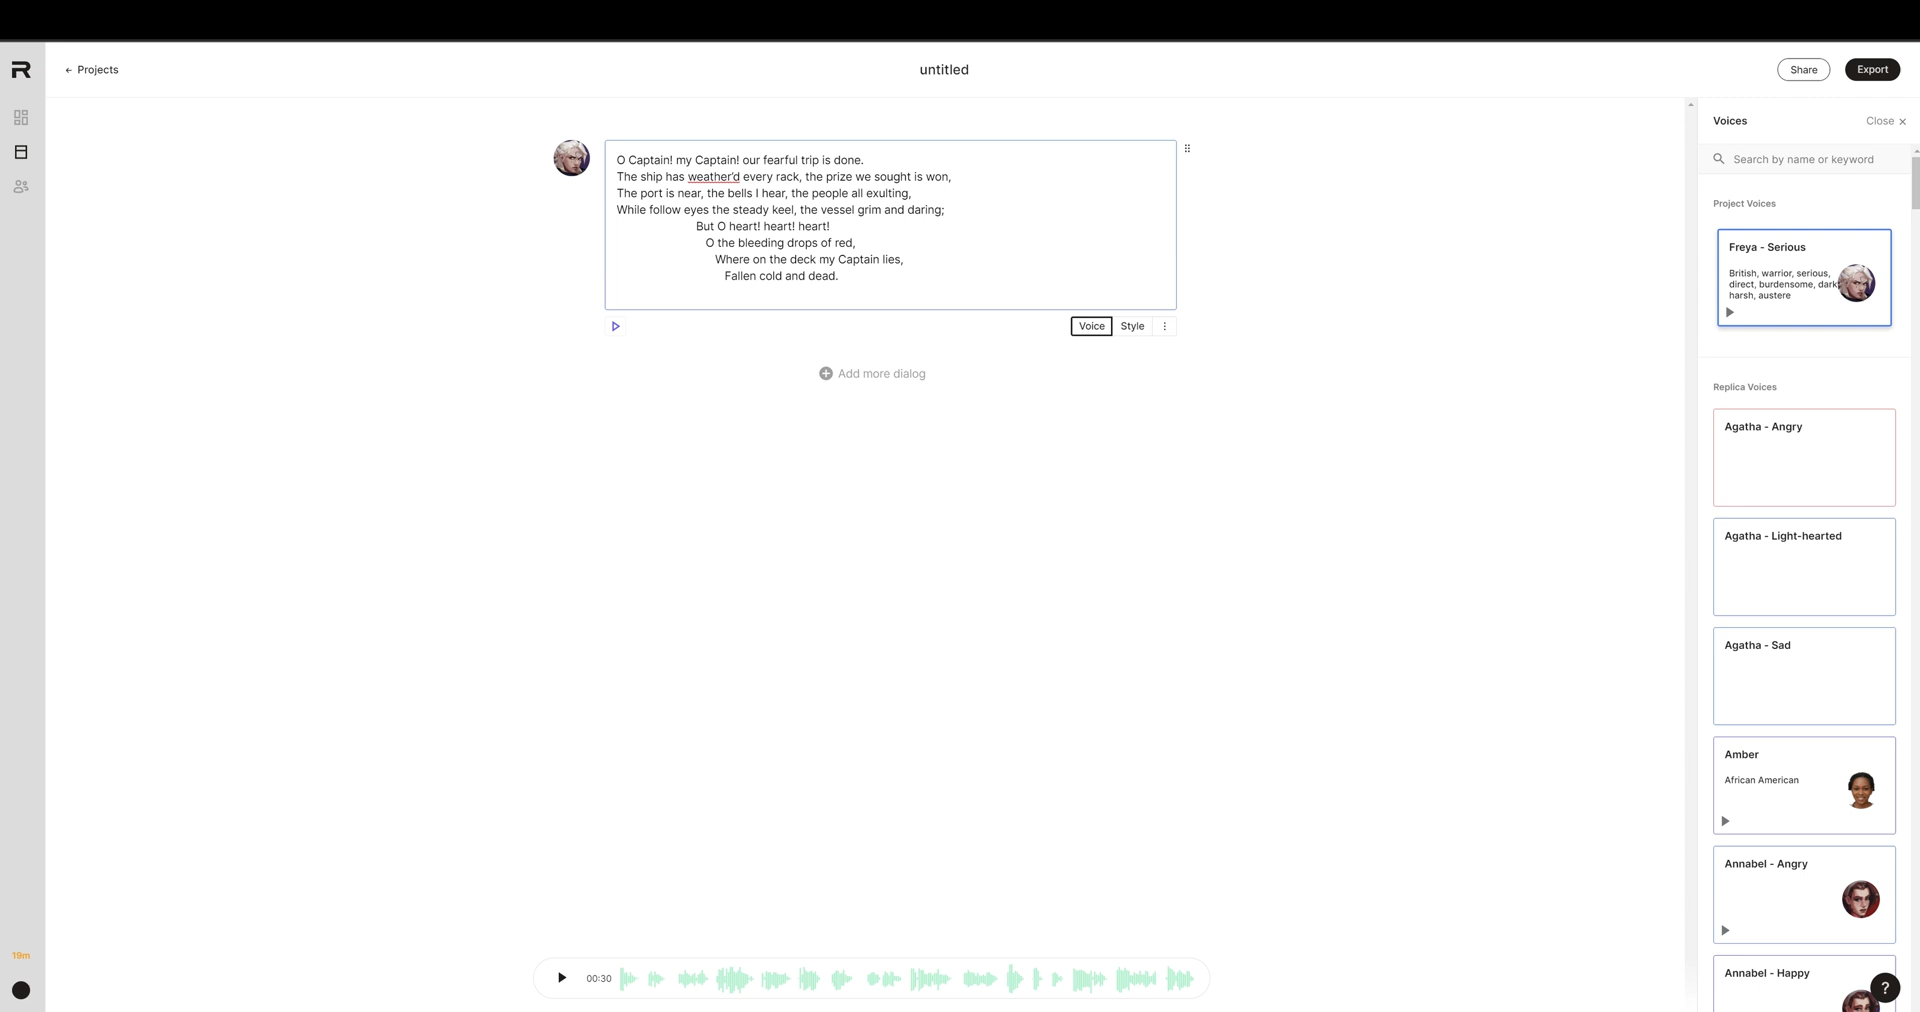 ← Projects
untitled
Share
Export
O Captain! my Captain! our fearful trip is done.
The ship has weather'd every rack, the prize we sought is won,
The port is near, the bells I hear, the people all exulting,
While follow eyes the steady keel, the vessel grim and daring;
But O heart! heart! heart!
O the bleeding drops of red,
Where on the deck my Captain lies,
Fallen cold and dead.
Voice
Style
Add more dialog
19m
00:30
Voices
Close ×
Search by name or keyword
Project Voices
Freya - Serious
British, warrior, serious,
direct, burdensome, dark,
harsh, austere
Replica Voices
Agatha - Angry
Agatha - Light-hearted
Agatha - Sad
Amber
African American
Annabel - Angry
Annabel - Happy
?